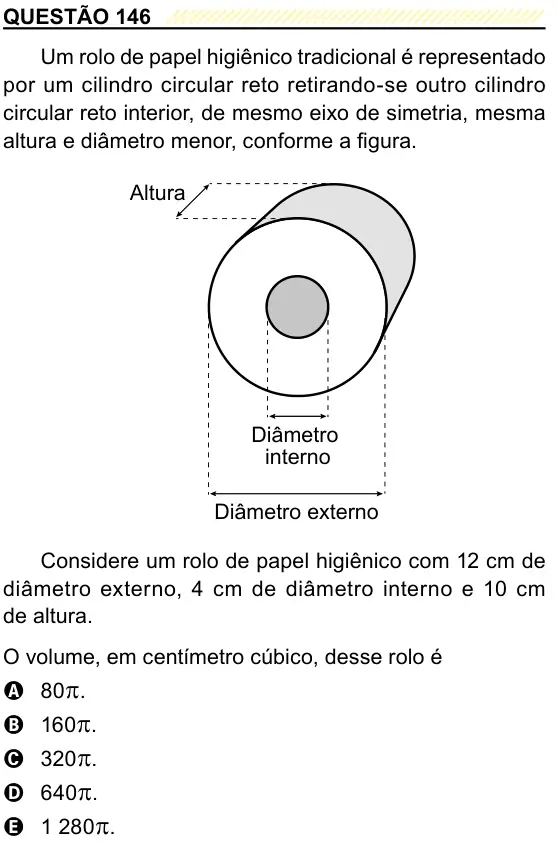 QUESTÃO 146
Um rolo de papel higiênico tradicional é representado
por um cilindro circular reto retirando-se outro cilindro
circular reto interior, de mesmo eixo de simetria, mesma
altura e diâmetro menor, conforme a figura.
Altura
Diâmetro
interno
Diâmetro externo
Considere um rolo de papel higiênico com 12 cm de
diâmetro externo, 4 cm de diâmetro interno e 10 cm
de altura.
O volume, em centímetro cúbico, desse rolo é
A 80π.
B 160π.
C 320π.
D 640π.
E 1 280π.